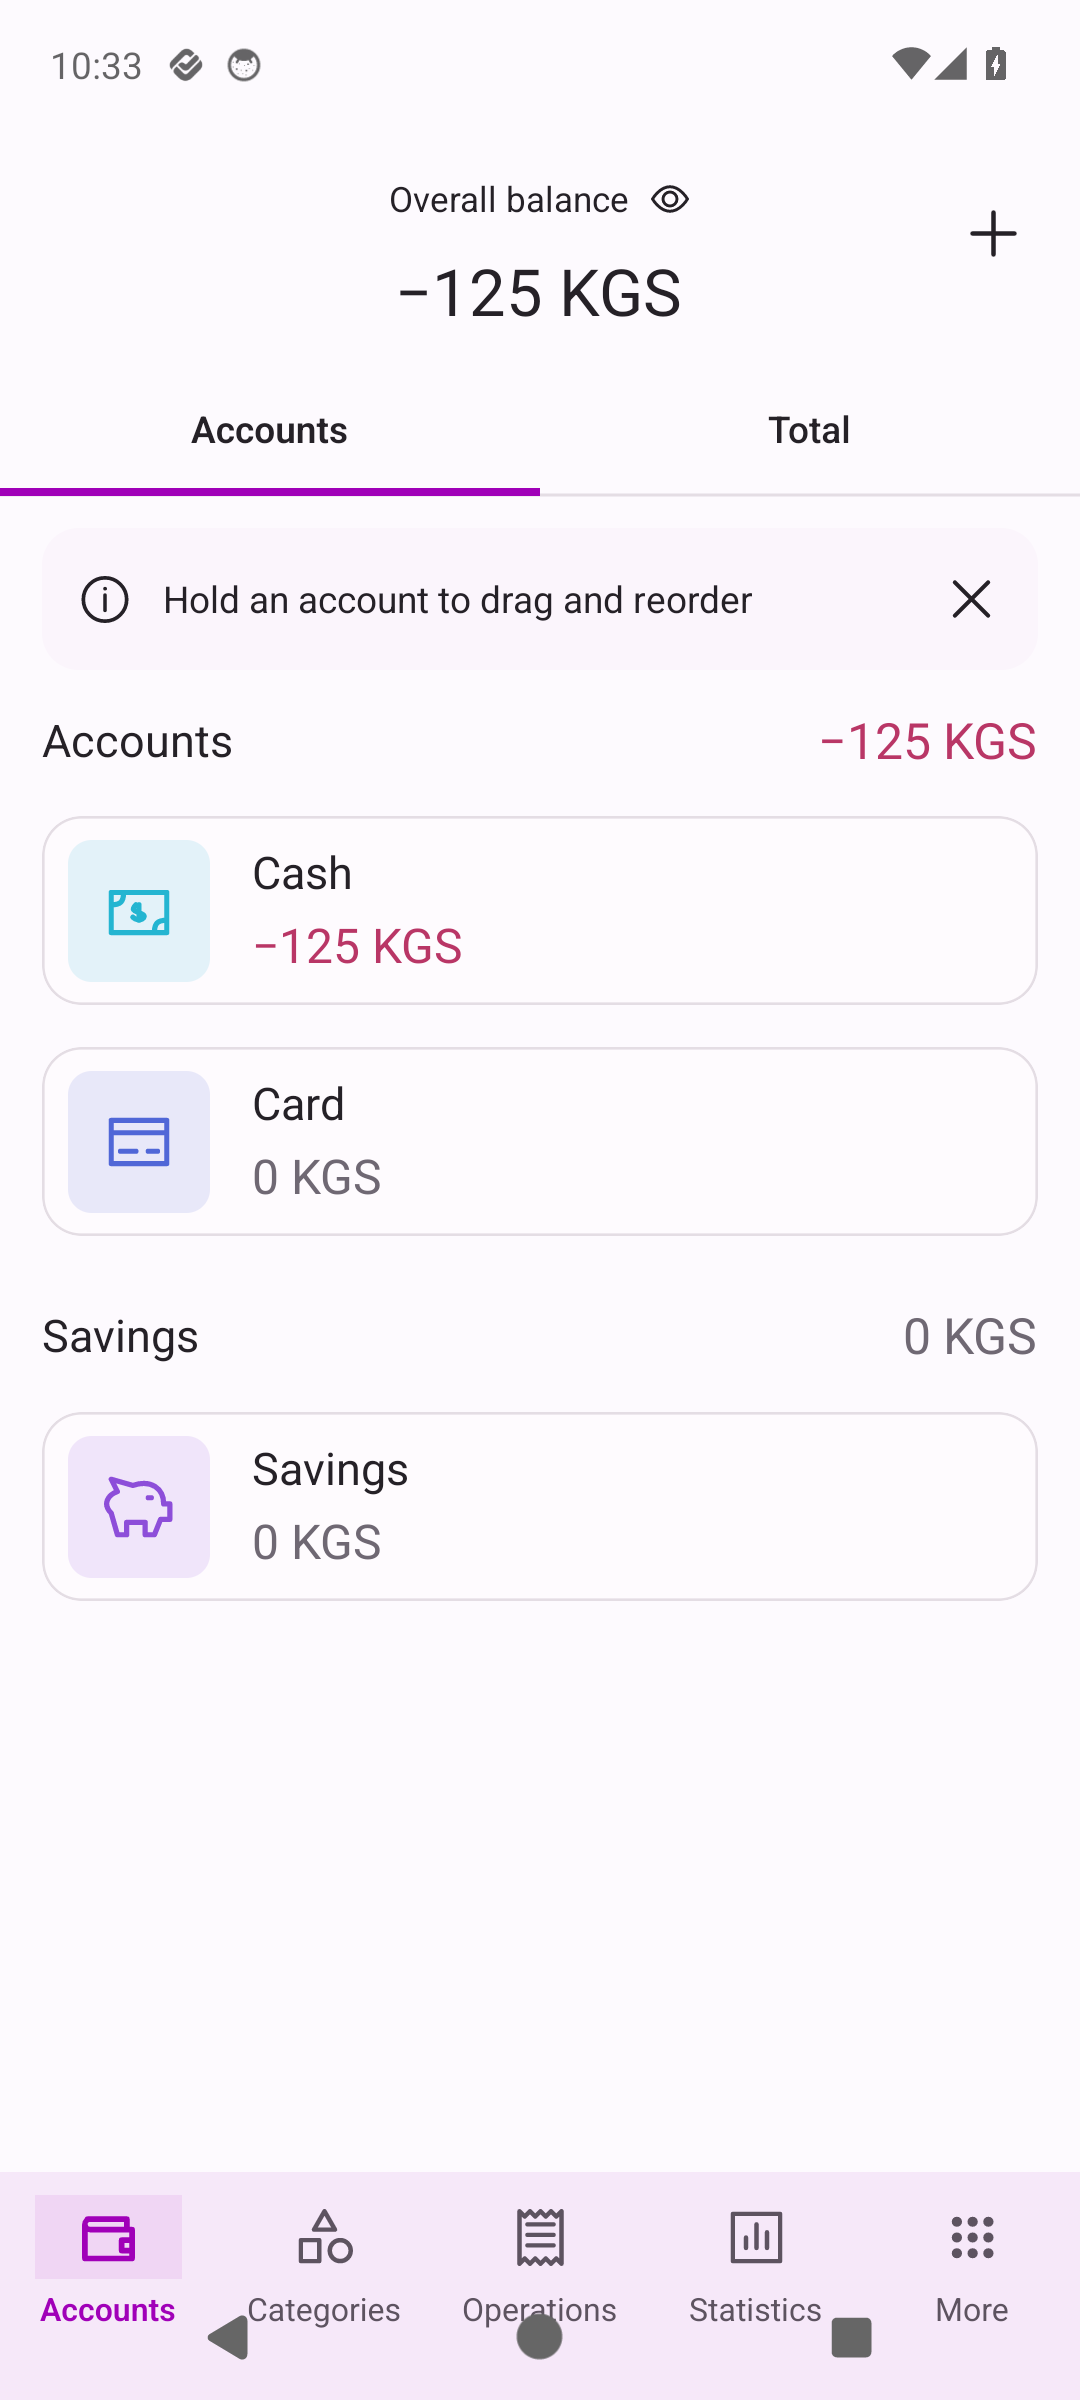 10:33
Overall balance
−125 KGS
Accounts
Total
Hold an account to drag and reorder
Accounts
−125 KGS
Cash
−125 KGS
Card
0 KGS
Savings
0 KGS
Savings
0 KGS
Accounts
Categories
Operations
Statistics
More